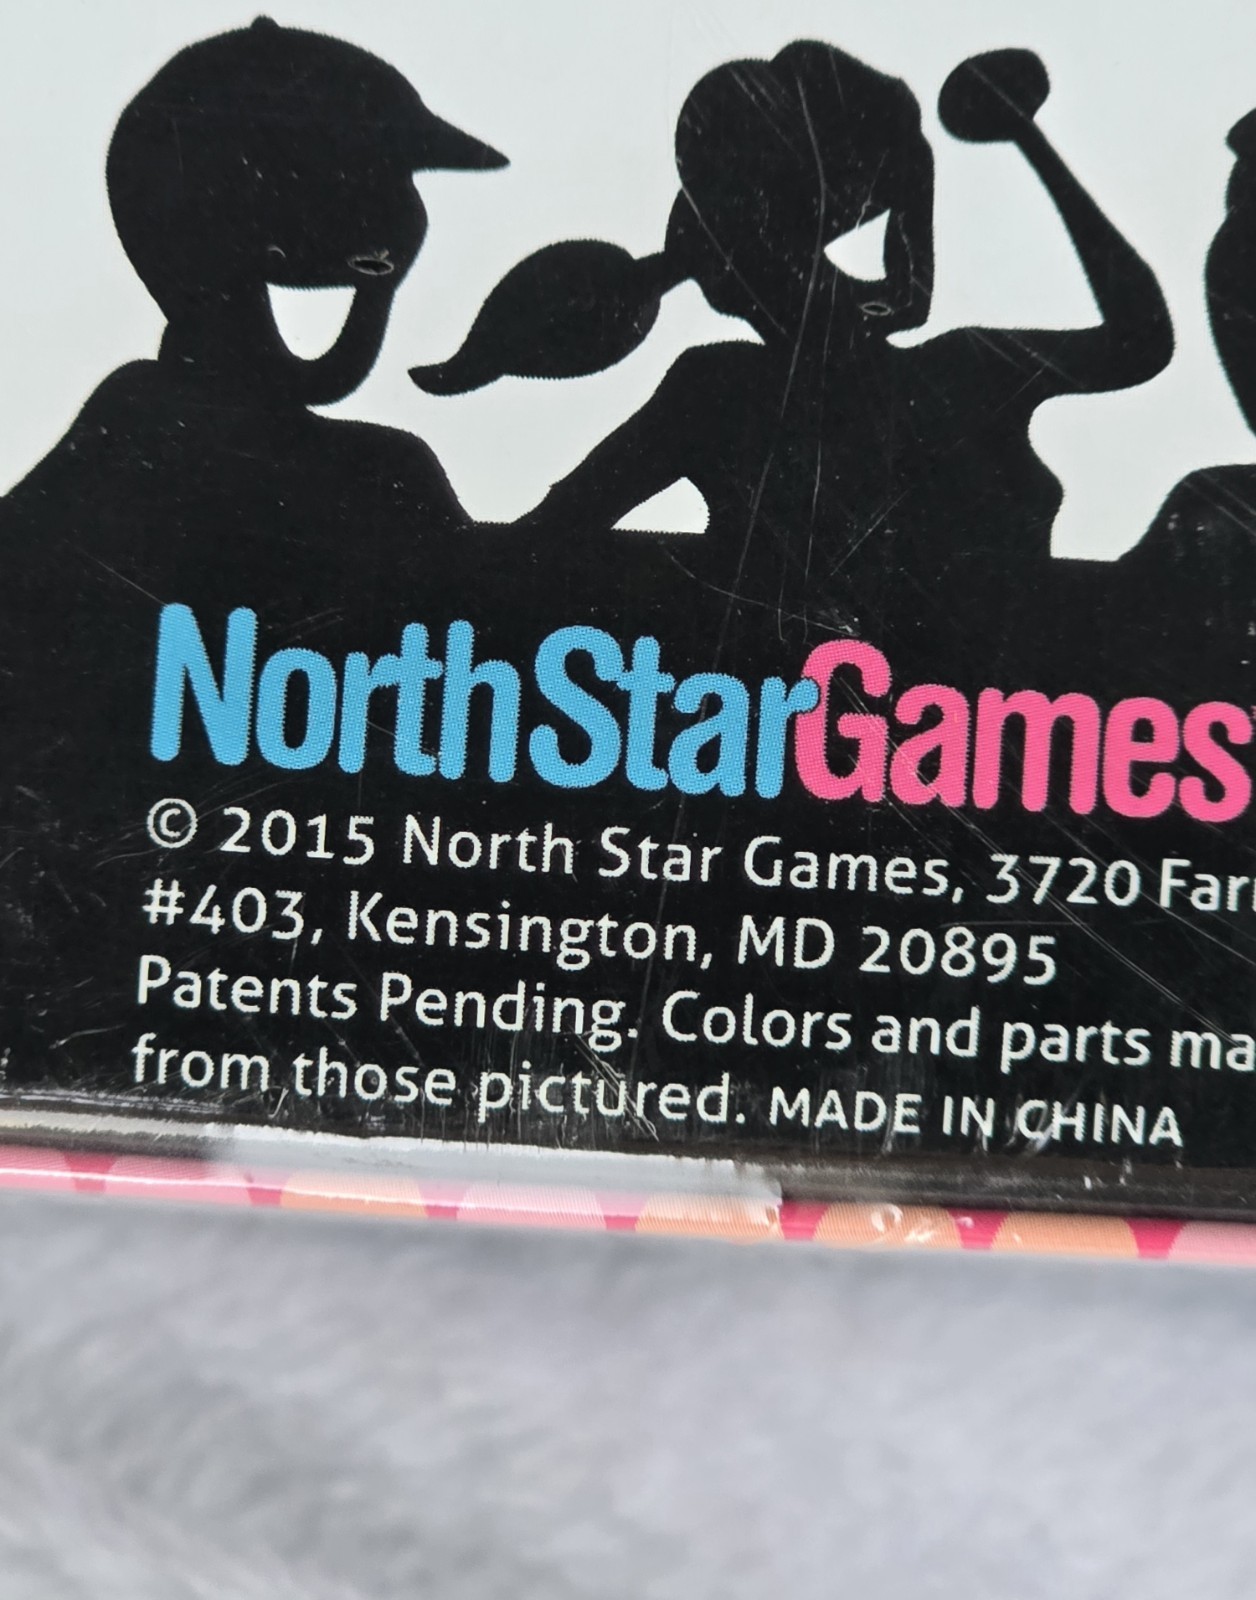 NorthStarGames
© 2015 North Star Games, 3720
#403, Kensington, MD 20895
Patents Pending. Colors and parts
from those pictured. MADE IN CHINA